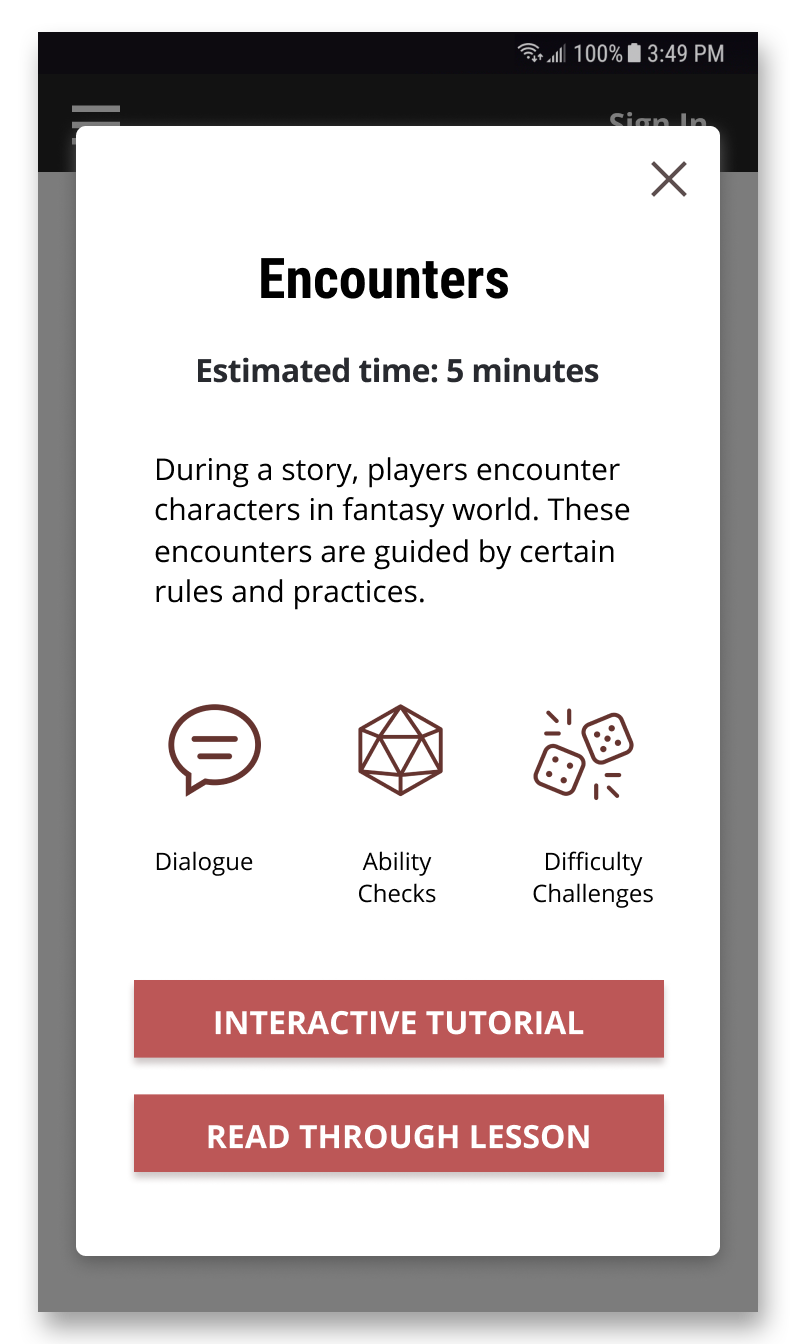 100% 3:49 PM
Sign In
Encounters
Estimated time: 5 minutes
During a story, players encounter
characters in fantasy world. These
encounters are guided by certain
rules and practices.
Dialogue
Ability
Checks
Difficulty
Challenges
INTERACTIVE TUTORIAL
READ THROUGH LESSON